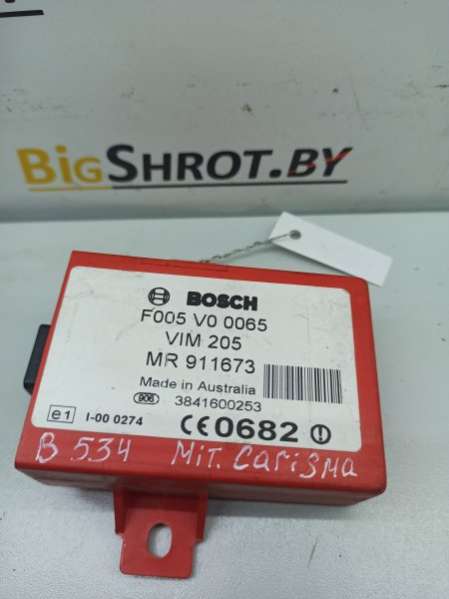 BIGSHROT.BY
BOSCH
F005 V0 0065
VIM 205
MR 911673
Made in Australia
906 3841600253
e1 I-00 0274 CE0682
B 534 MiT. Carisma